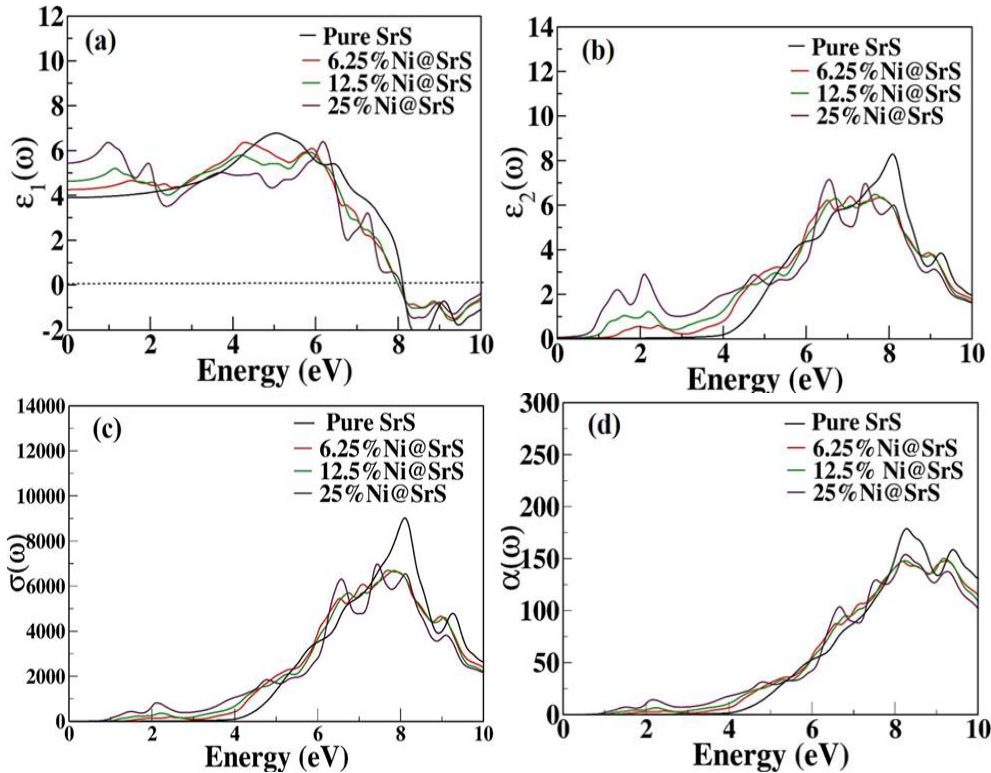 (a)
Pure SrS
6.25%Ni@SrS
12.5%Ni@SrS
25%Ni@SrS
12
10
8
6
4
2
0
-2
ε1(ω)
0 2 4 6 8 10
Energy (eV)
(b)
Pure SrS
6.25%Ni@SrS
12.5%Ni@SrS
25%Ni@SrS
14
12
10
8
6
4
2
0
ε2(ω)
0 2 4 6 8 10
Energy (eV)
(c)
Pure SrS
6.25%Ni@SrS
12.5%Ni@SrS
25%Ni@SrS
14000
12000
10000
8000
6000
4000
2000
0
σ(ω)
0 2 4 6 8 10
Energy (eV)
(d)
Pure SrS
6.25%Ni@SrS
12.5% Ni@SrS
25%Ni@SrS
300
250
200
150
100
50
0
α(ω)
0 2 4 6 8 10
Energy (eV)